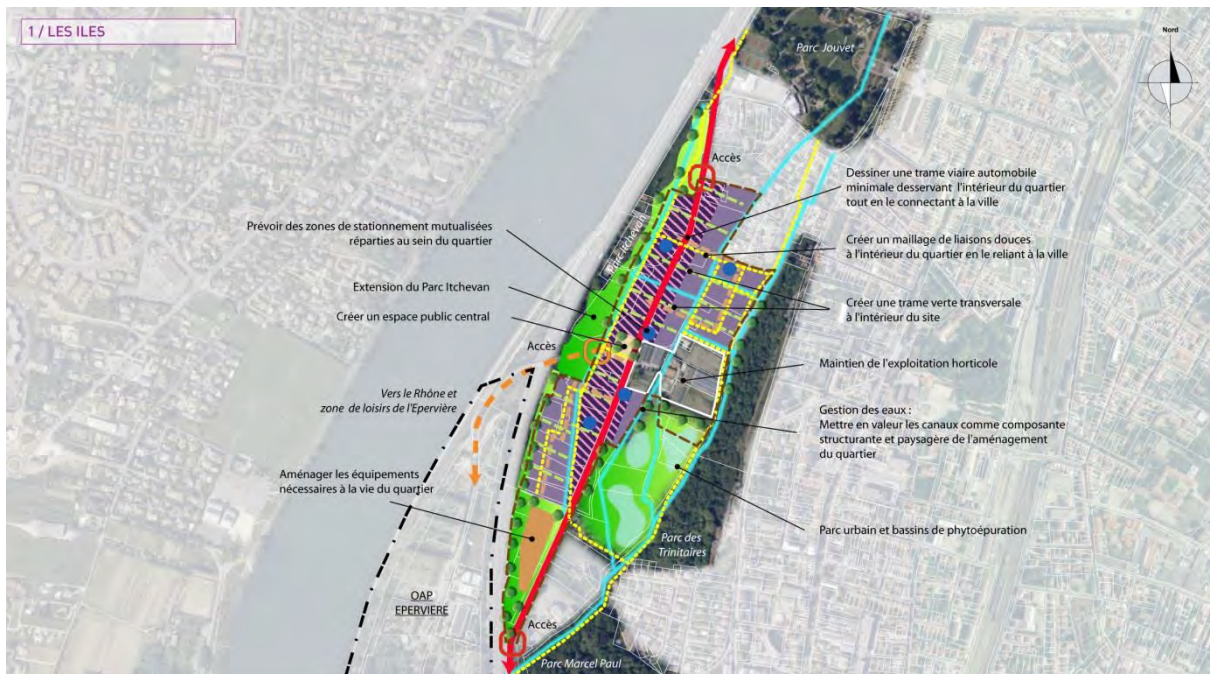 1 / LES ILES
Nord
Parc Jouvet
Accès
Dessiner une trame viaire automobile
minimale desservant l'intérieur du quartier
tout en le connectant à la ville
Prévoir des zones de stationnement mutualisées
réparties au sein du quartier
Parc Itchevan
Créer un maillage de liaisons douces
à l'intérieur du quartier en le reliant à la ville
Extension du Parc Itchevan
Créer une trame verte transversale
à l'intérieur du site
Créer un espace public central
Accès
Maintien de l'exploitation horticole
Vers le Rhône et
zone de loisirs de l'Epervière
Gestion des eaux :
Mettre en valeur les canaux comme composante
structurante et paysagère de l'aménagement
du quartier
Aménager les équipements
nécessaires à la vie du quartier
Parc urbain et bassins de phytoépuration
Parc des
Trinitaires
OAP
EPERVIERE
Accès
Parc Marcel Paul